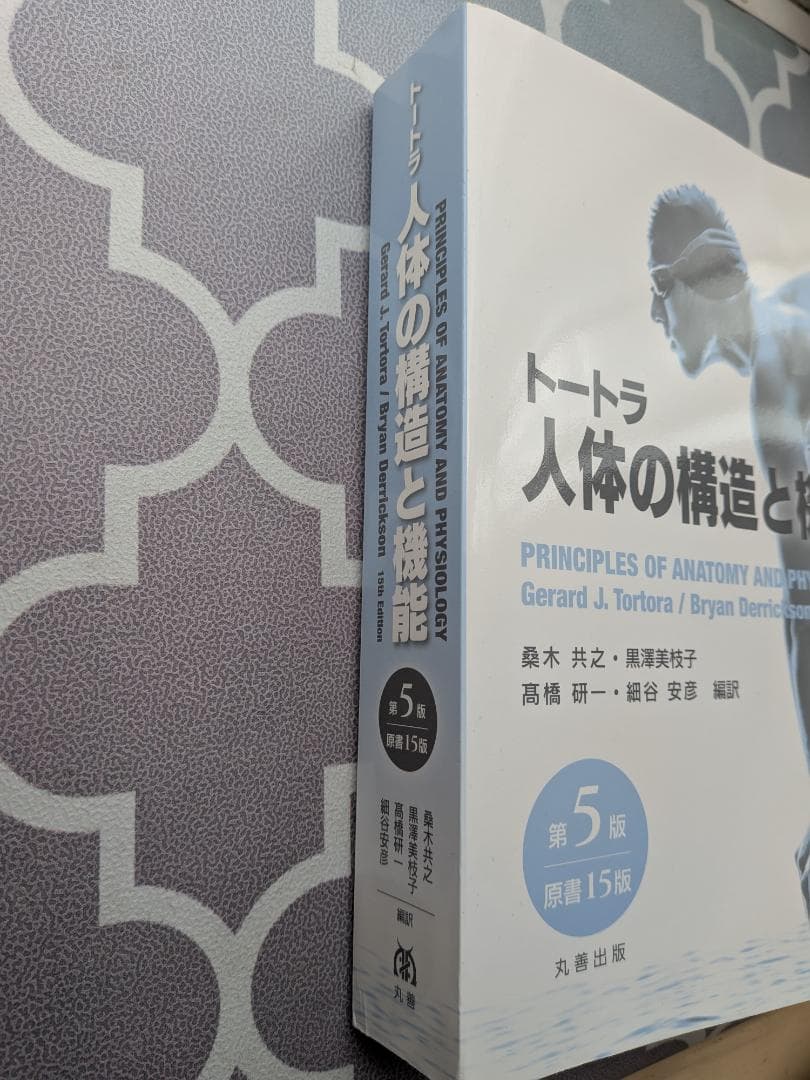 トートラ 人体の構造と機能
PRINCIPLES OF ANATOMY AND PHYSIOLOGY
Gerard J. Tortora / Bryan Derrickson 15th Edition
第5版
原書15版
桑木共之
黒澤美枝子
髙橋研一
細谷安彦
編訳
丸善
トートラ
人体の構造と機
PRINCIPLES OF ANATOMY AND PHY
Gerard J. Tortora / Bryan Derrickson
桑木 共之・黒澤美枝子
髙橋 研一・細谷 安彦 編訳
第5版
原書15版
丸善出版